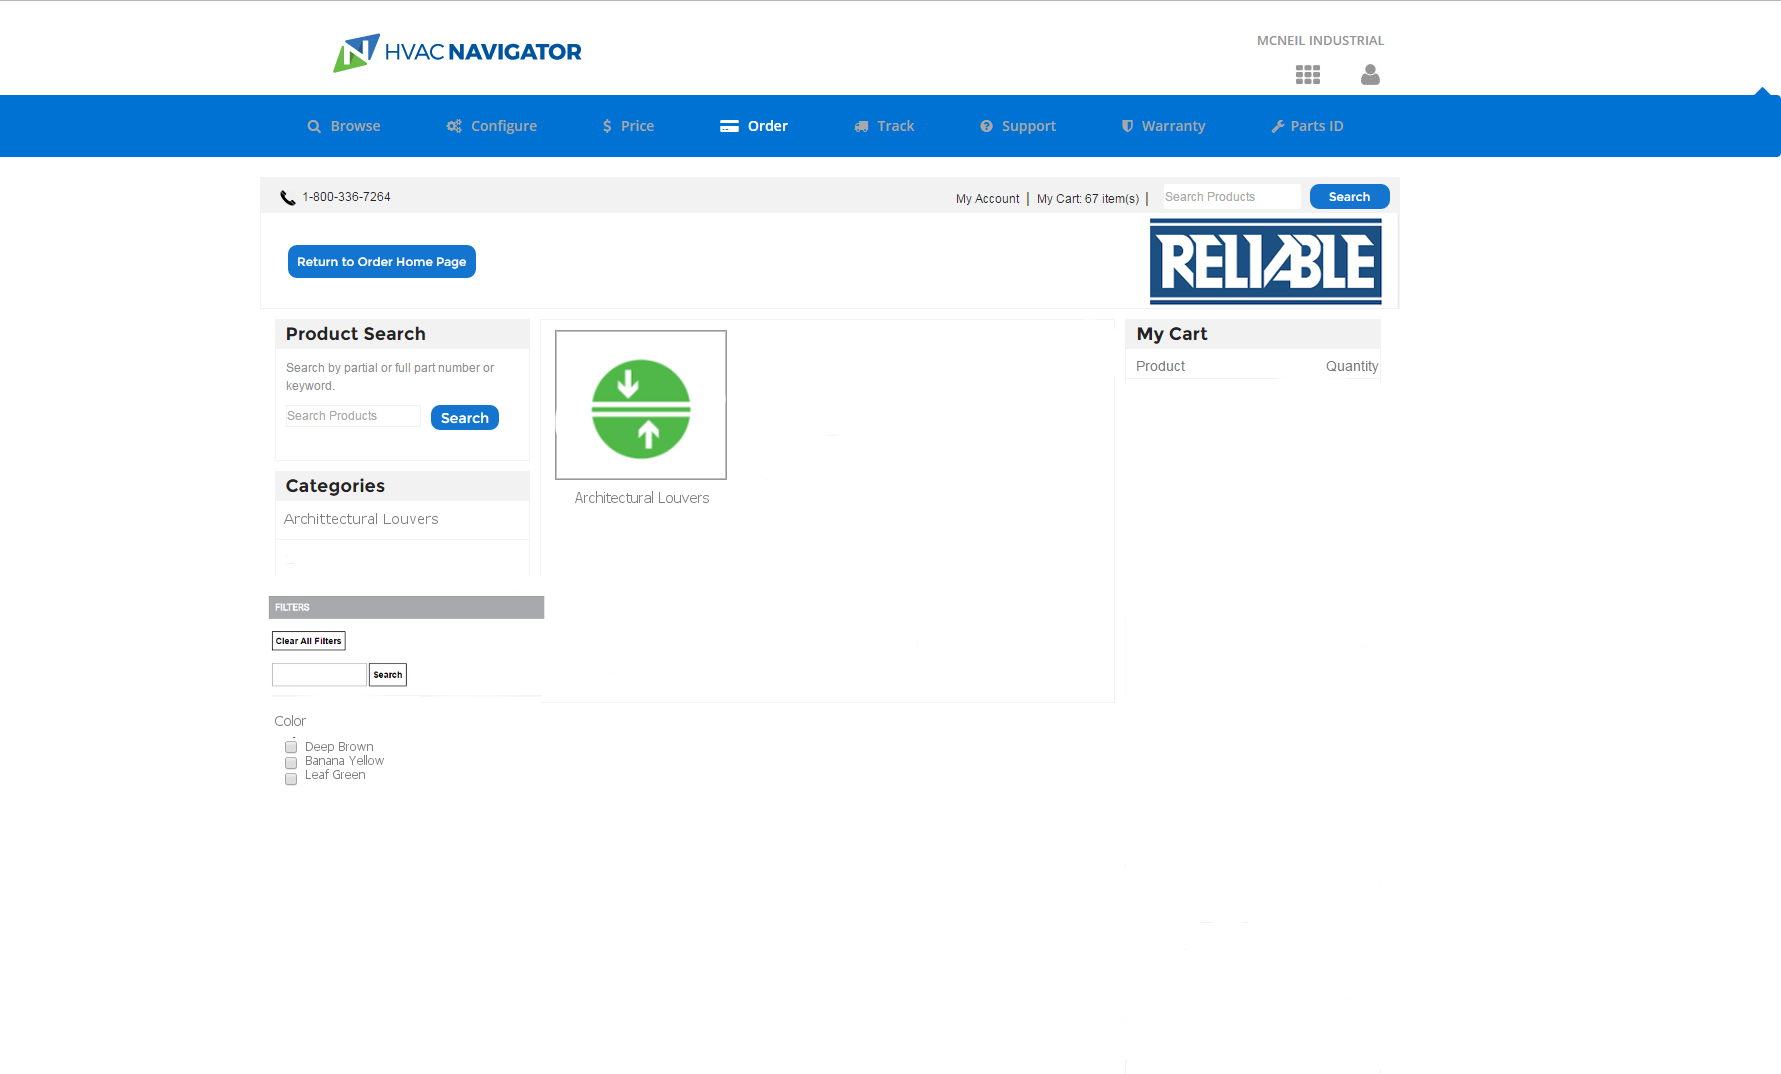 HVAC NAVIGATOR
MCNEIL INDUSTRIAL
Browse
Configure
Price
Order
Track
Support
Warranty
Parts ID
1-800-336-7264
My Account | My Cart: 67 item(s) |
Search Products
Search
Return to Order Home Page
RELIABLE
Product Search
Search by partial or full part number or
keyword.
Search Products
Search
Categories
Archittectural Louvers
Architectural Louvers
My Cart
Product
Quantity
FILTERS
Clear All Filters
Search
Color
Deep Brown
Banana Yellow
Leaf Green